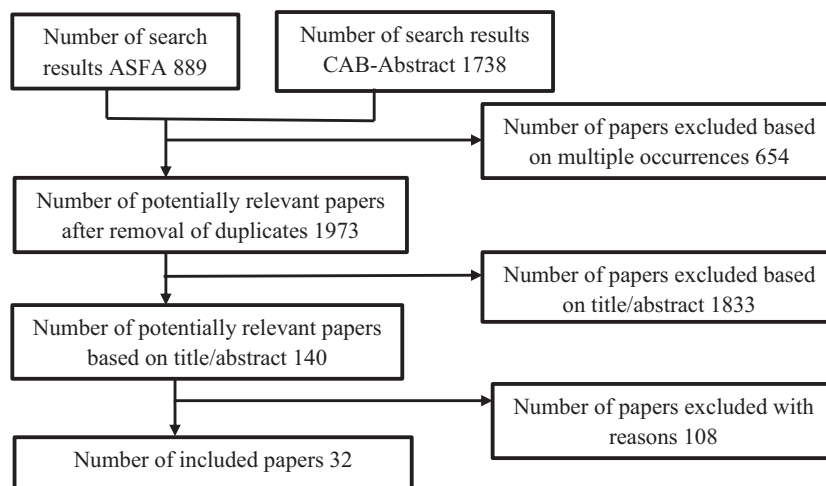 Number of search
results ASFA 889
Number of search results
CAB-Abstract 1738
Number of papers excluded based
on multiple occurrences 654
Number of potentially relevant papers
after removal of duplicates 1973
Number of papers excluded based
on title/abstract 1833
Number of potentially relevant papers
based on title/abstract 140
Number of papers excluded with
reasons 108
Number of included papers 32